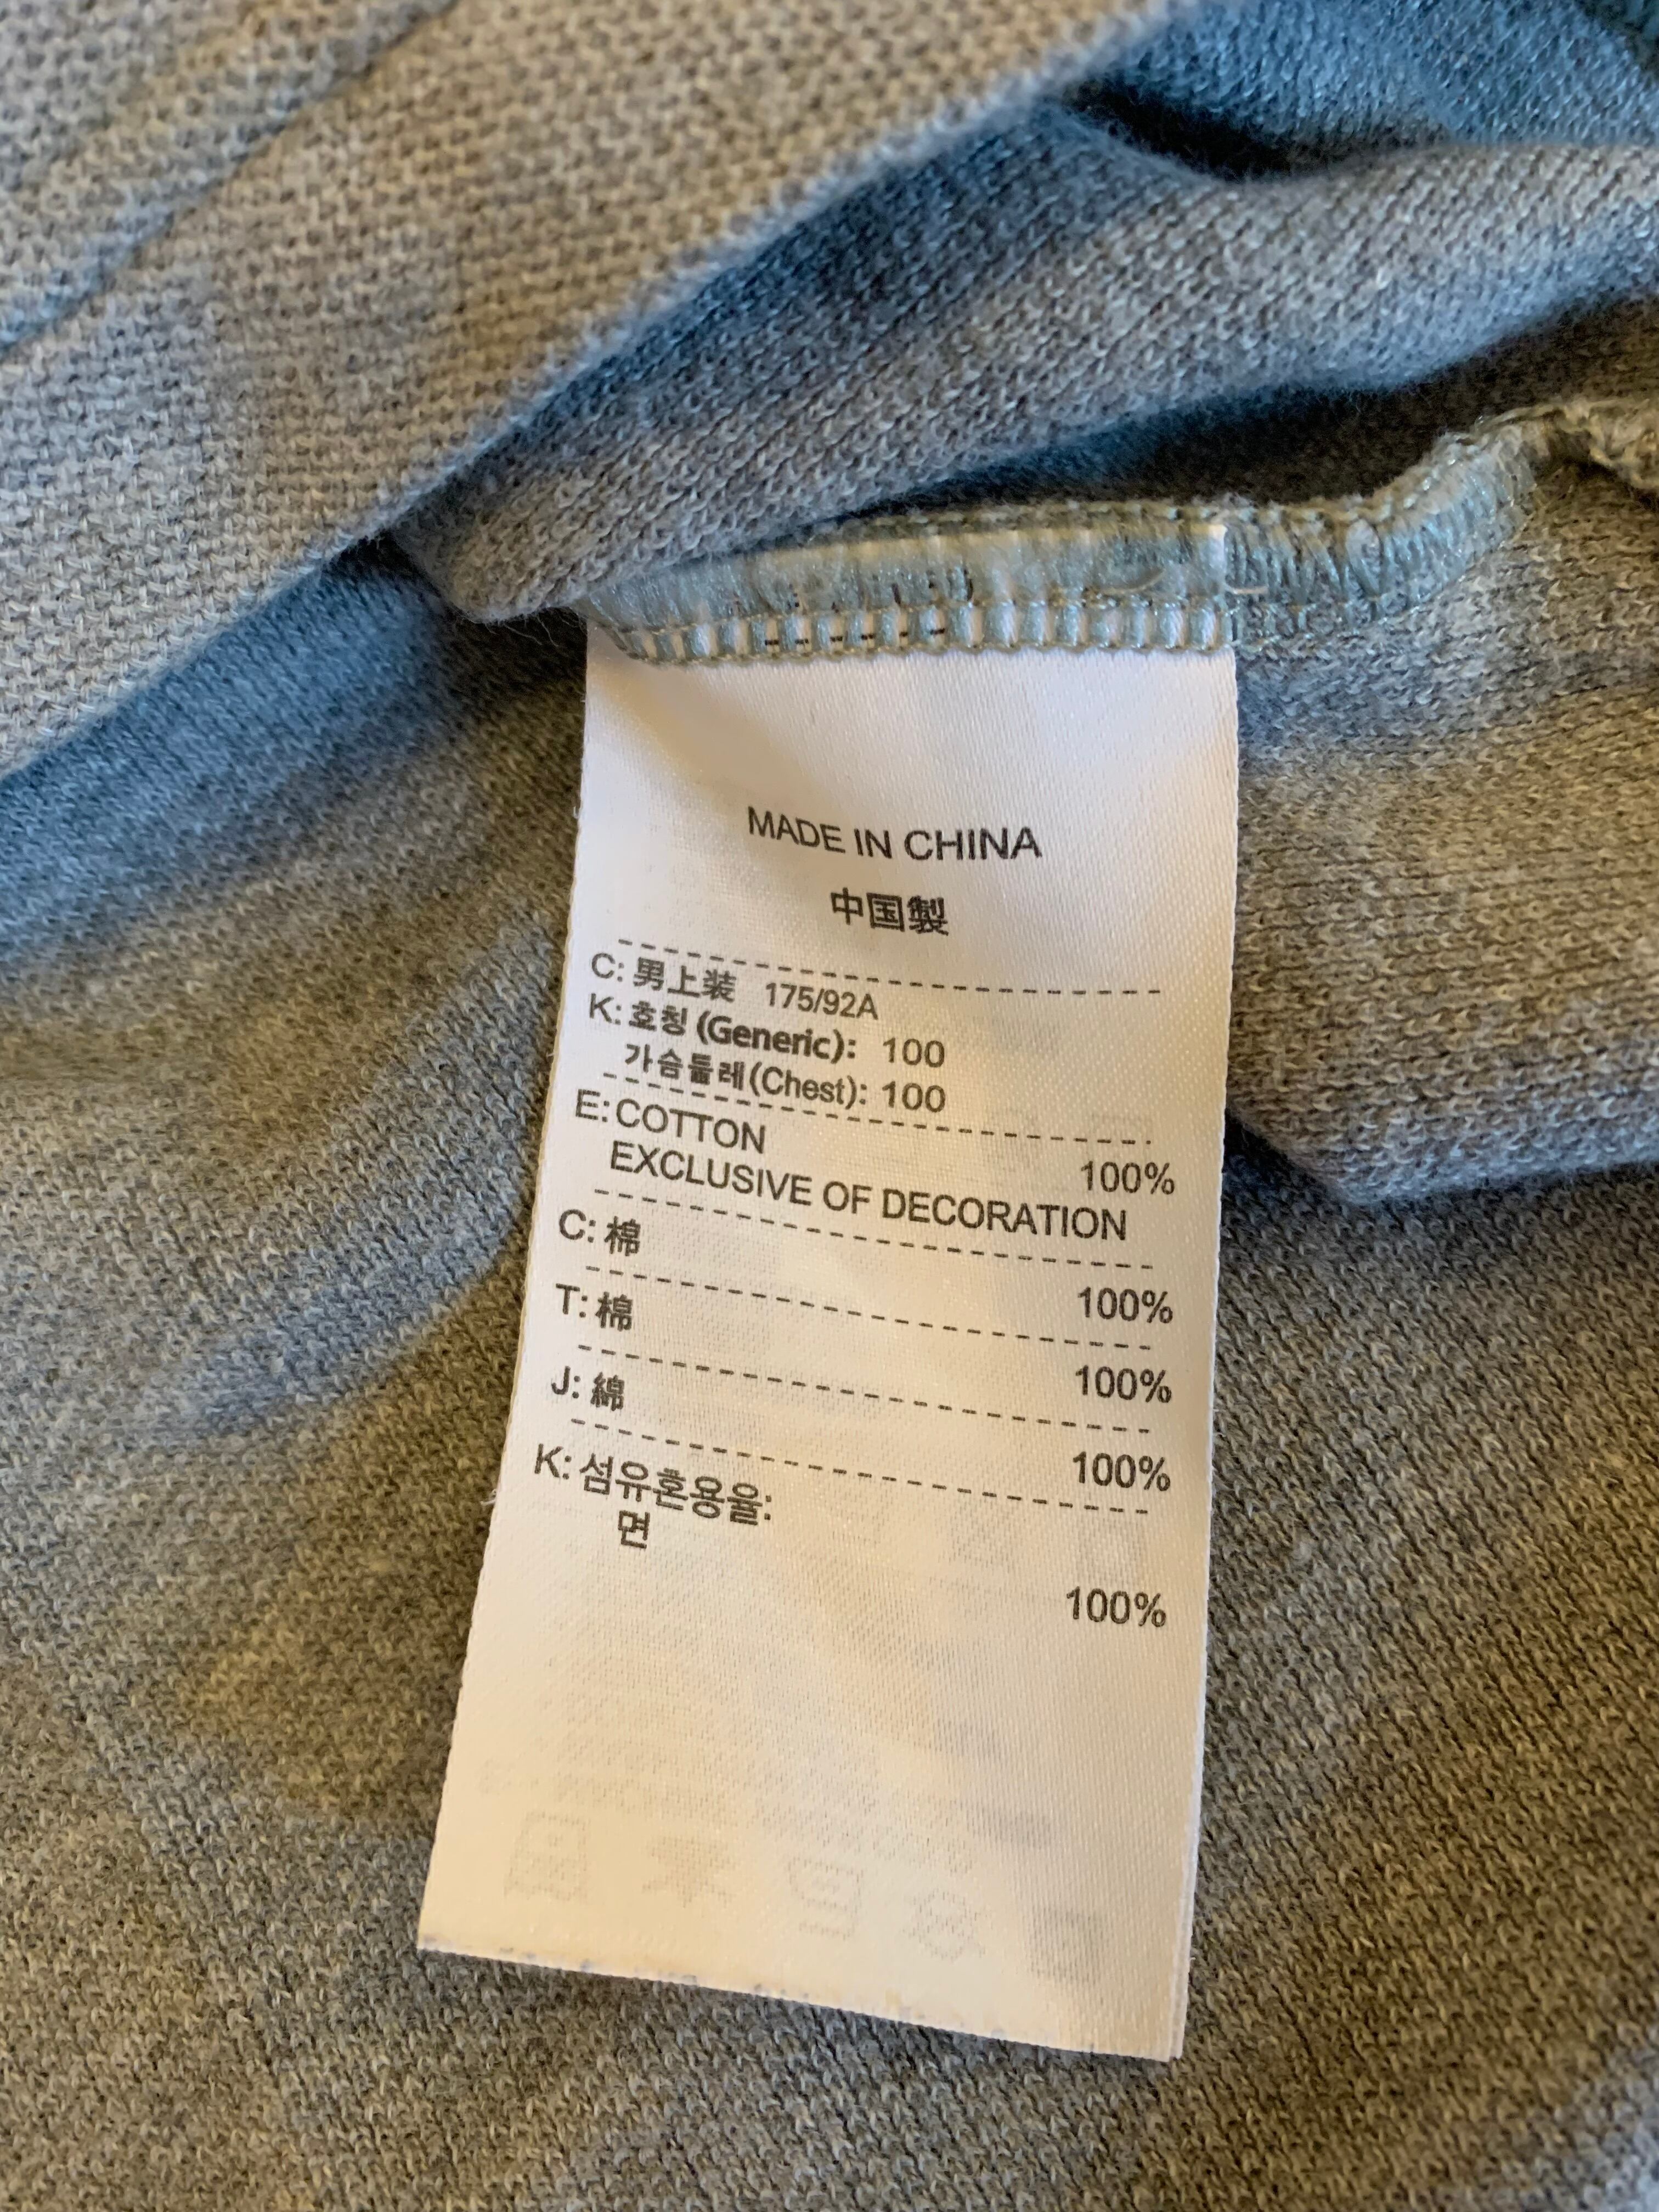 MADE IN CHINA
中国製
C: 男上装 175/92A
K: 호칭 (Generic): 100
가슴둘레(Chest): 100
E: COTTON 100%
EXCLUSIVE OF DECORATION
C: 棉 100%
T: 棉 100%
J: 綿 100%
K: 섬유혼용율:
면 100%